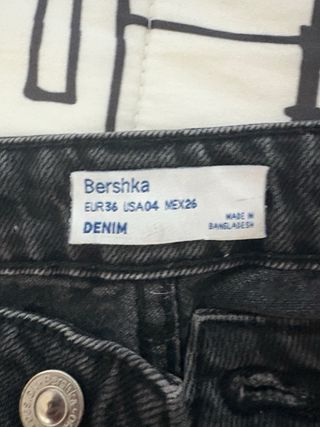 Bershka
EUR36 USA04 MEX26
DENIM
MADE IN
BANGLADESH